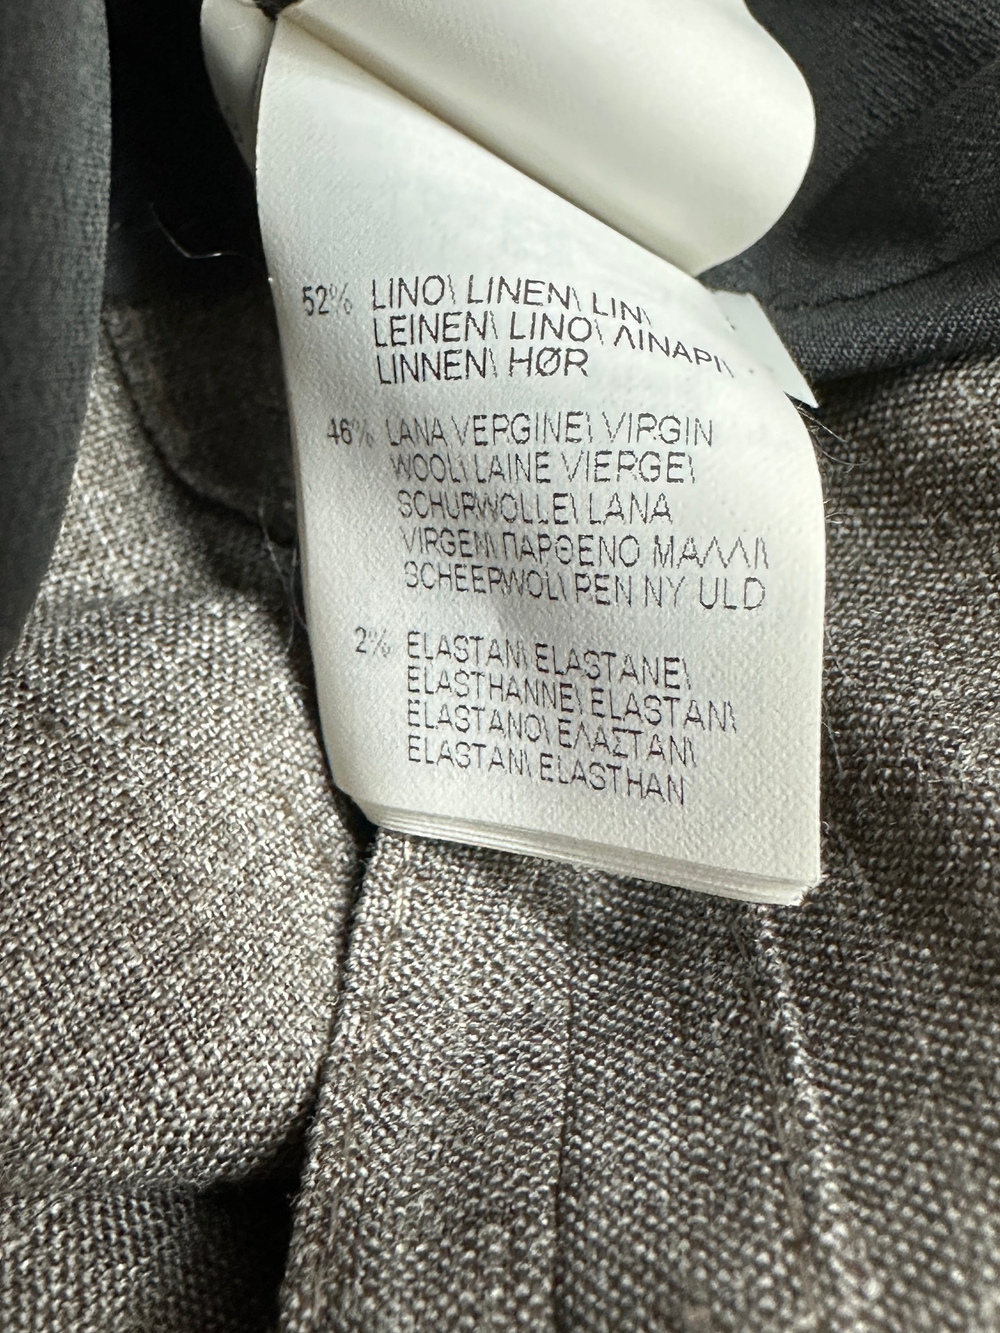 52% LINO\ LINEN\ LIN\
LEINEN\ LINO\ ΛΙΝΑΡΙ\
LINNEN\ HØR
46% LANA VERGINE\ VIRGIN
WOOL\ LAINE VIERGE\
SCHURWOLLE\ LANA
VIRGEN\ ΠΑΡΘΕΝΟ ΜΑΛΛΙ\
SCHEERWOL\ REN NY ULD
2% ELASTAN\ ELASTANE\
ELASTHANNE\ ELASTAN\
ELASTANO\ ΕΛΑΣΤΑΝ\
ELASTAN\ ELASTHAN